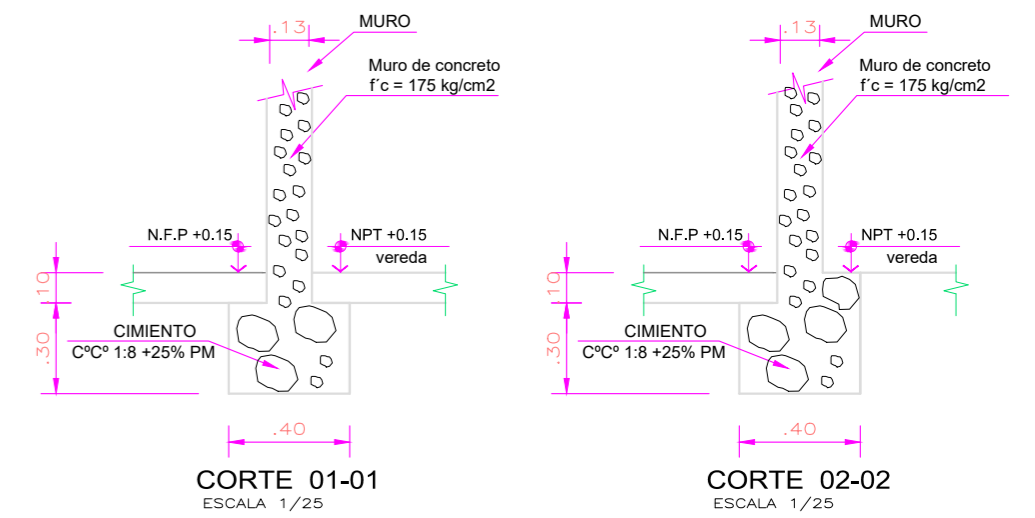 .13
MURO
Muro de concreto
f´c = 175 kg/cm2
N.F.P +0.15
NPT +0.15
vereda
.10
.30
CIMIENTO
CºCº 1:8 +25% PM
.40
CORTE 01-01
ESCALA 1/25
.13
MURO
Muro de concreto
f´c = 175 kg/cm2
N.F.P +0.15
NPT +0.15
vereda
.10
.30
CIMIENTO
CºCº 1:8 +25% PM
.40
CORTE 02-02
ESCALA 1/25